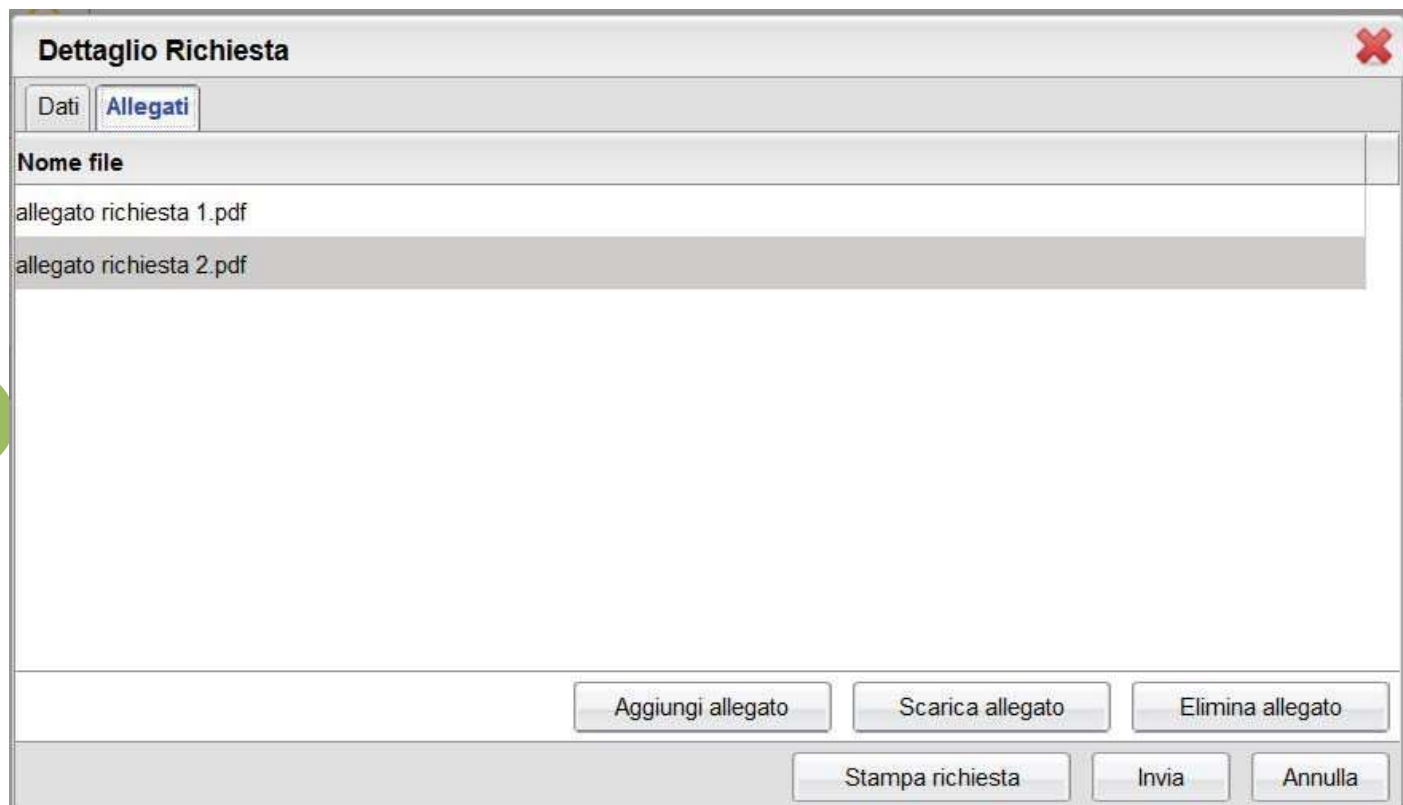 Dettaglio Richiesta
Dati Allegati
Nome file
allegato richiesta 1.pdf
allegato richiesta 2.pdf
Aggiungi allegato Scarica allegato Elimina allegato
Stampa richiesta Invia Annulla